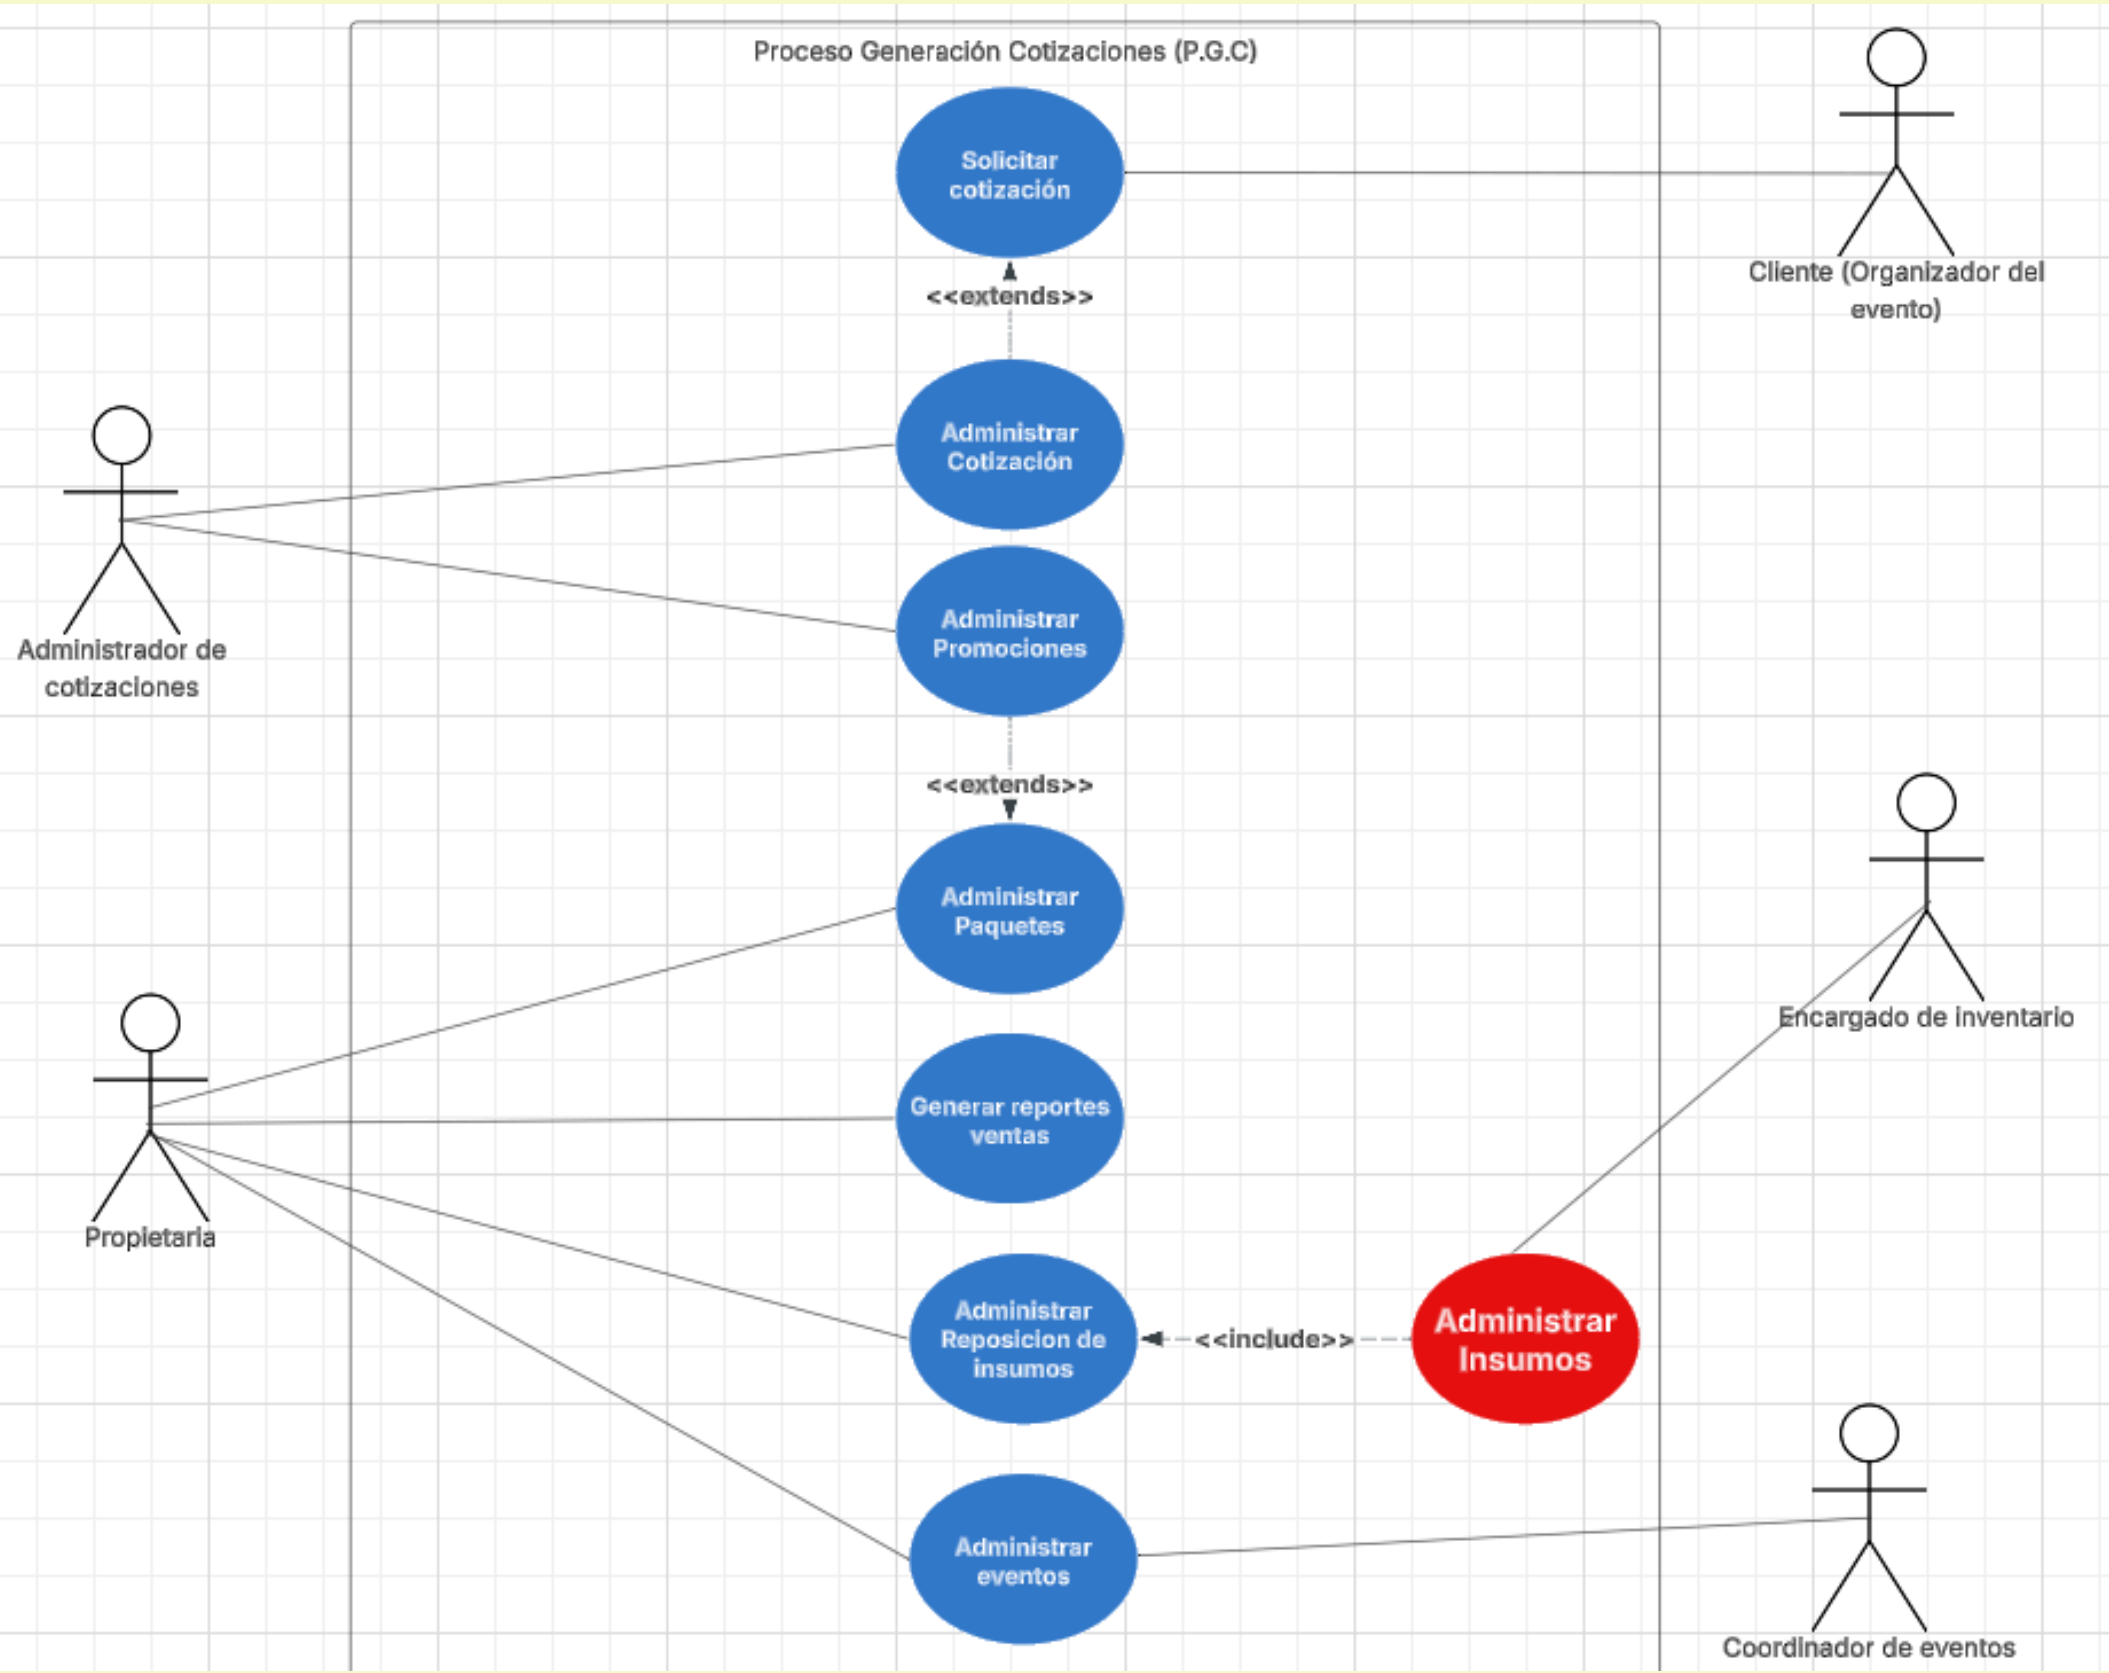 Proceso Generación Cotizaciones (P.G.C)
Solicitar
cotización
Cliente (Organizador del
evento)
<<extends>>
Administrar
Cotización
Administrador de
cotizaciones
Administrar
Promociones
<<extends>>
Administrar
Paquetes
Encargado de inventario
Generar reportes
ventas
Propietaria
Administrar
Reposicion de
insumos
<<include>>
Administrar
Insumos
Administrar
eventos
Coordinador de eventos